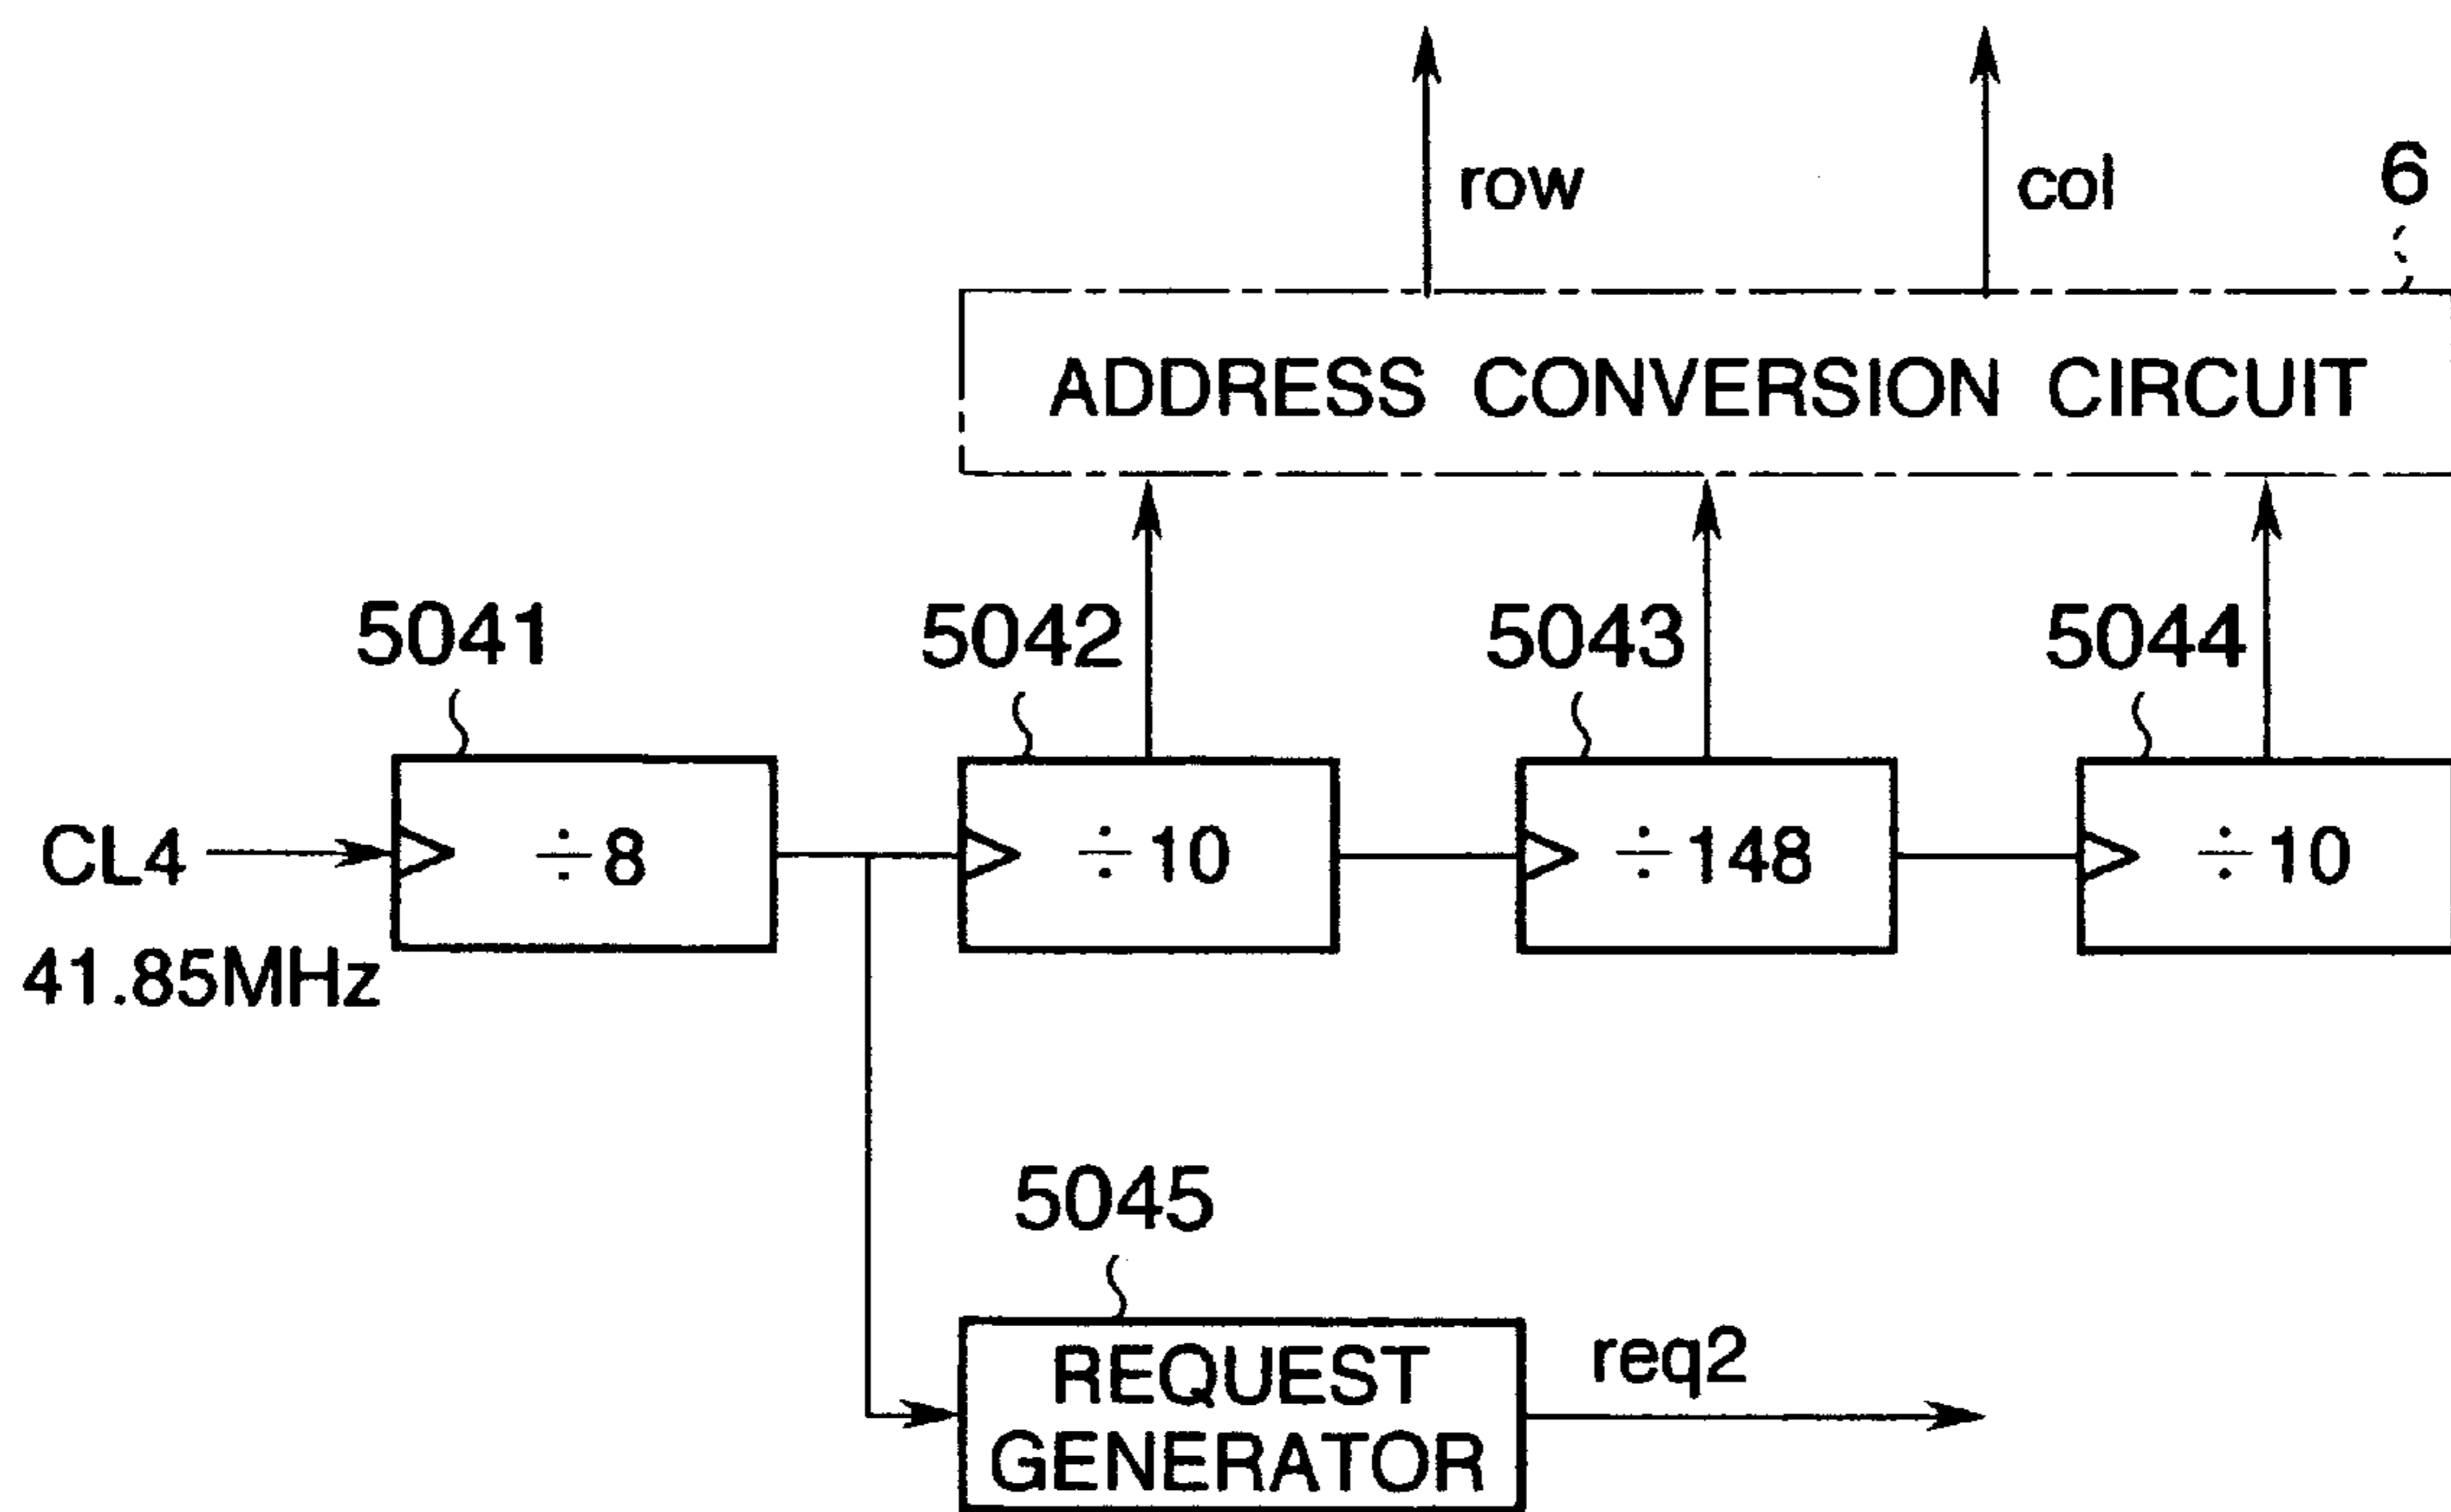 row
col
6
ADDRESS CONVERSION CIRCUIT
5041
5042
5043
5044
CL4
÷8
÷10
÷148
÷10
41.85MHz
5045
REQUEST
GENERATOR
req2